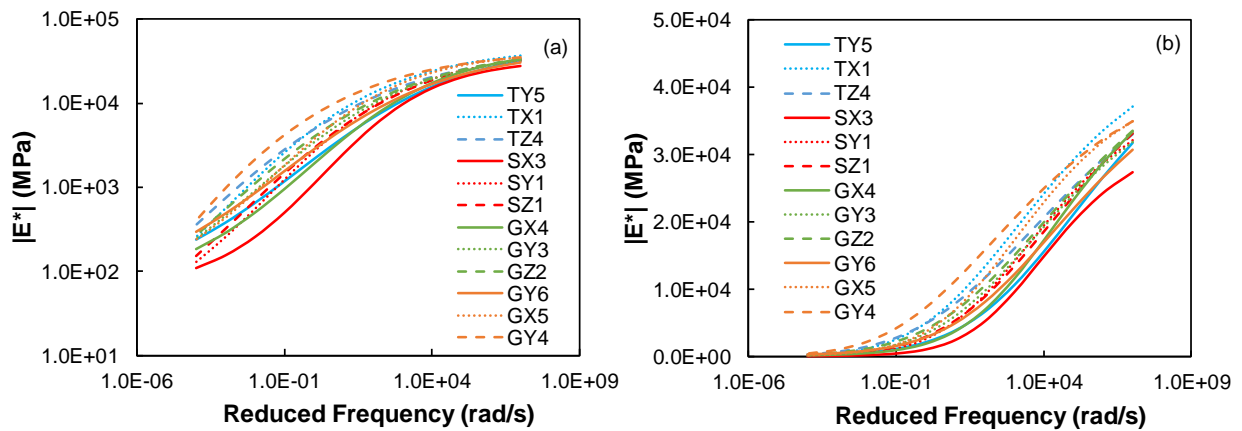 (a)
|E*| (MPa)
1.0E+05
1.0E+04
1.0E+03
1.0E+02
1.0E+01
TY5
TX1
TZ4
SX3
SY1
SZ1
GX4
GY3
GZ2
GY6
GX5
GY4
1.0E-06 1.0E-01 1.0E+04 1.0E+09
Reduced Frequency (rad/s)
(b)
|E*| (MPa)
5.0E+04
4.0E+04
3.0E+04
2.0E+04
1.0E+04
0.0E+00
TY5
TX1
TZ4
SX3
SY1
SZ1
GX4
GY3
GZ2
GY6
GX5
GY4
1.0E-06 1.0E-01 1.0E+04 1.0E+09
Reduced Frequency (rad/s)